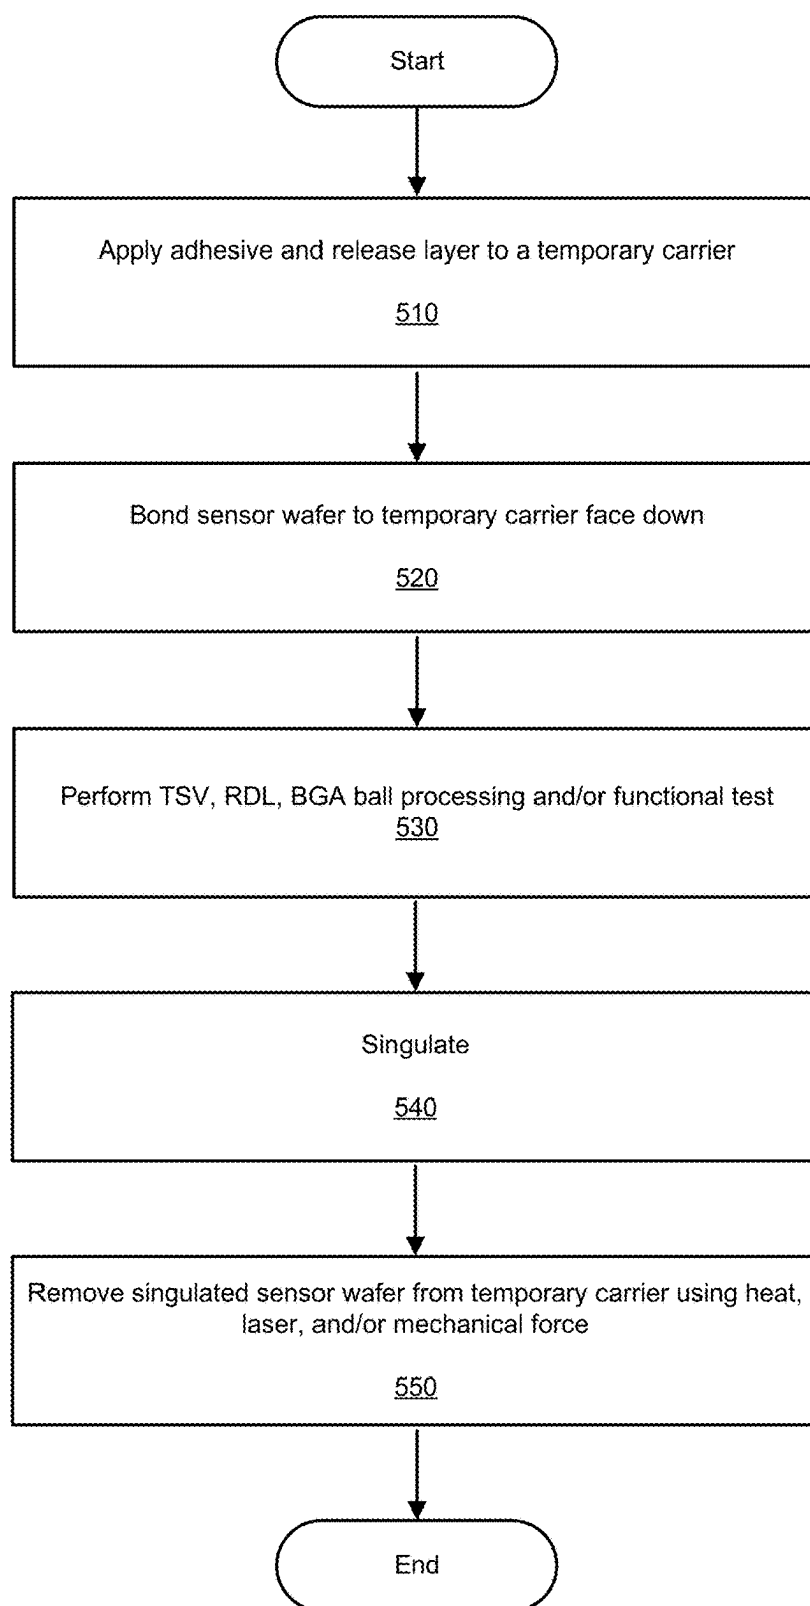 Start
Apply adhesive and release layer to a temporary carrier
510
Bond sensor wafer to temporary carrier face down
520
Perform TSV, RDL, BGA ball processing and/or functional test
530
Singulate
540
Remove singulated sensor wafer from temporary carrier using heat,
laser, and/or mechanical force
550
End